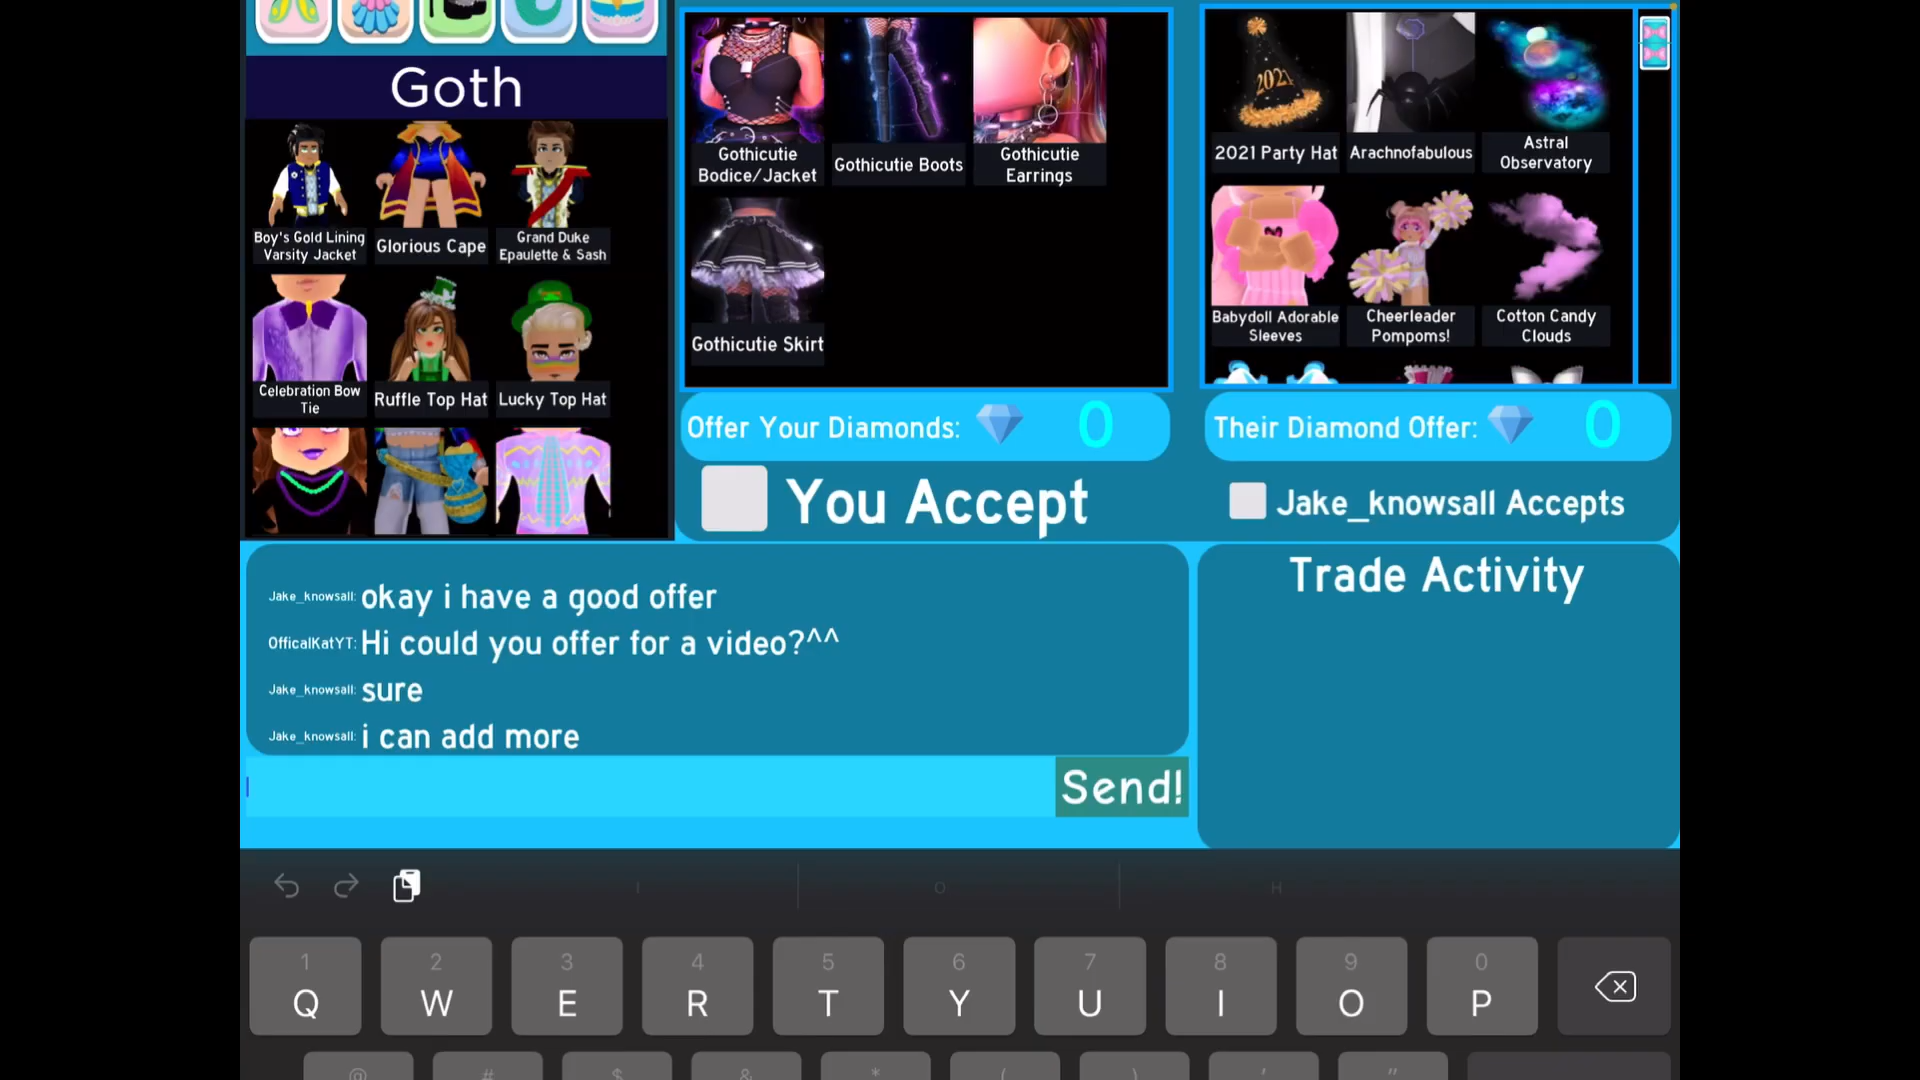 Goth
Boy's Gold Lining
Varsity Jacket
Glorious Cape
Grand Duke
Epaulette & Sash
Celebration Bow
Tie
Ruffle Top Hat
Lucky Top Hat
Gothicutie
Bodice/Jacket
Gothicutie Boots
Gothicutie
Earrings
Gothicutie Skirt
2021
2021 Party Hat
Arachnofabulous
Astral
Observatory
Babydoll Adorable
Sleeves
Cheerleader
Pompoms!
Cotton Candy
Clouds
Offer Your Diamonds: 0
Their Diamond Offer: 0
You Accept
Jake_knowsall Accepts
Jake_knowsall: okay i have a good offer
OfficalKatYT: Hi could you offer for a video?^^
Jake_knowsall: sure
Jake_knowsall: i can add more
Send!
Trade Activity
I O H
1 2 3 4 5 6 7 8 9 0
Q W E R T Y U I O P
@ # $ & * ( ) ' "